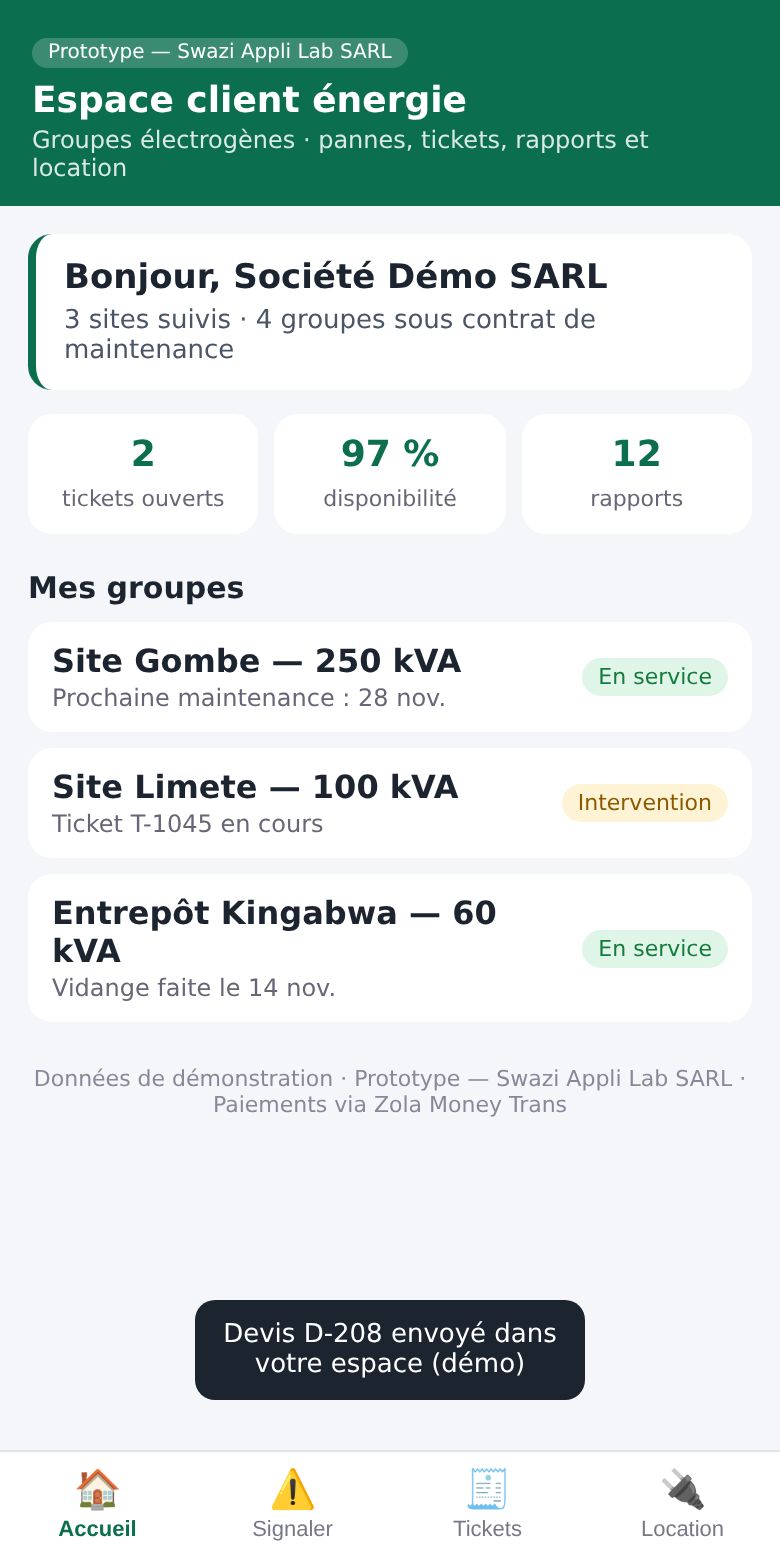 Prototype — Swazi Appli Lab SARL
Espace client énergie
Groupes électrogènes · pannes, tickets, rapports et
location
Bonjour, Société Démo SARL
3 sites suivis · 4 groupes sous contrat de
maintenance
2
tickets ouverts
97 %
disponibilité
12
rapports
Mes groupes
Site Gombe — 250 kVA
Prochaine maintenance : 28 nov.
En service
Site Limete — 100 kVA
Ticket T-1045 en cours
Intervention
Entrepôt Kingabwa — 60
kVA
Vidange faite le 14 nov.
En service
Données de démonstration · Prototype — Swazi Appli Lab SARL ·
Paiements via Zola Money Trans
Devis D-208 envoyé dans
votre espace (démo)
Accueil
Signaler
Tickets
Location